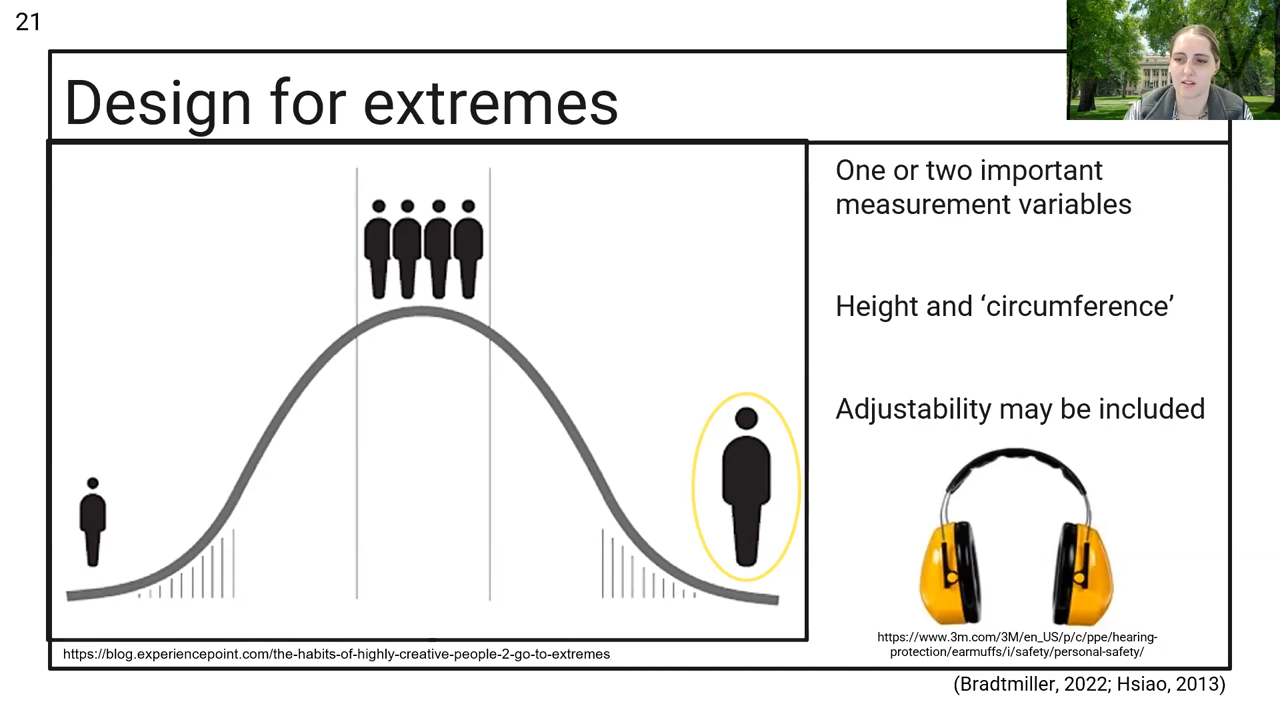 21
Design for extremes
One or two important
measurement variables
Height and ‘circumference’
Adjustability may be included
https://www.3m.com/3M/en_US/p/c/ppe/hearing-
protection/earmuffs/i/safety/personal-safety/
https://blog.experiencepoint.com/the-habits-of-highly-creative-people-2-go-to-extremes
(Bradtmiller, 2022; Hsiao, 2013)